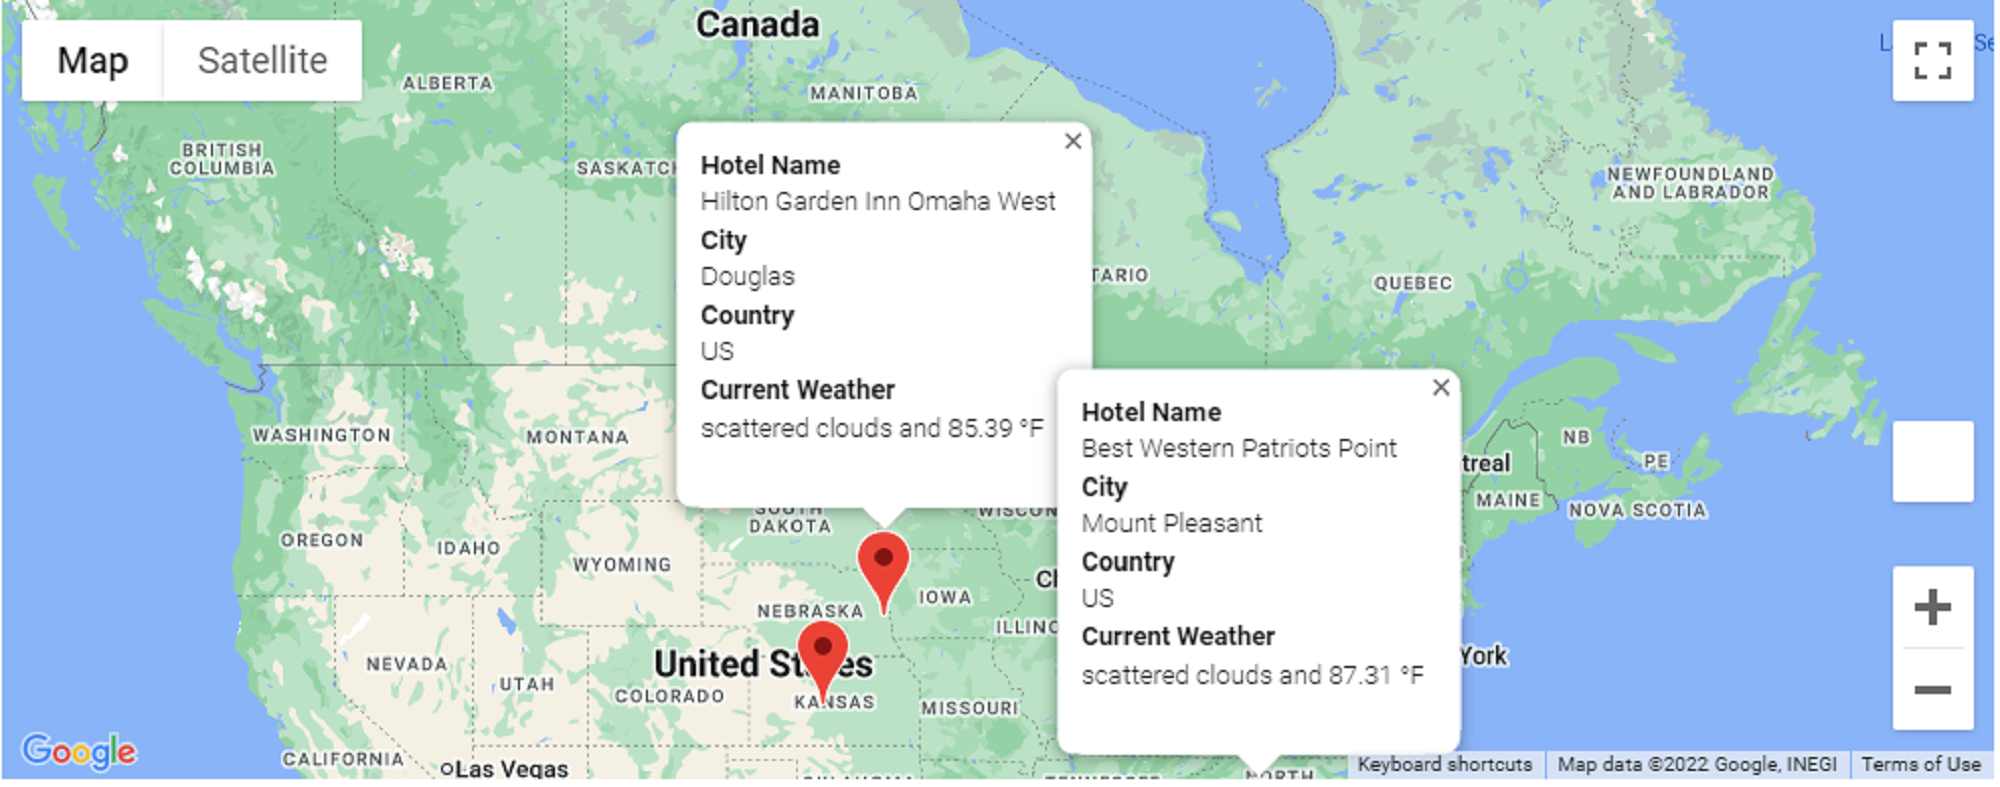 Map
Satellite
Canada
ALBERTA
MANITOBA
BRITISH
COLUMBIA
SASKATCH
NEWFOUNDLAND
AND LABRADOR
TARIO
QUEBEC
Hotel Name
Hilton Garden Inn Omaha West
City
Douglas
Country
US
Current Weather
scattered clouds and 85.39 °F
Hotel Name
Best Western Patriots Point
City
Mount Pleasant
Country
US
Current Weather
scattered clouds and 87.31 °F
WASHINGTON
MONTANA
NB
PE
treal
MAINE
NOVA SCOTIA
SOUTH
DAKOTA
WISCON
OREGON
IDAHO
WYOMING
IOWA
NEBRASKA
ILLINO
NEVADA
United States
York
UTAH
COLORADO
KANSAS
MISSOURI
CALIFORNIA
Las Vegas
OKLAHOMA
TENNESSEE
NORTH
Google
Keyboard shortcuts
Map data ©2022 Google, INEGI
Terms of Use